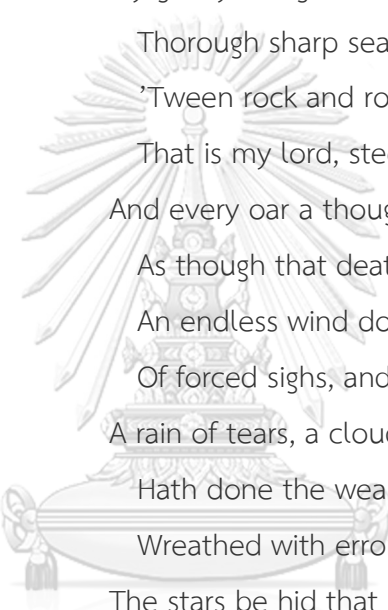 Thorough sharp sea
'Tween rock and ro
That is my lord, stee
And every oar a thoug
As though that deat
An endless wind do
Of forced sighs, and
A rain of tears, a cloud
Hath done the wea
Wreathed with erro
The stars be hid that